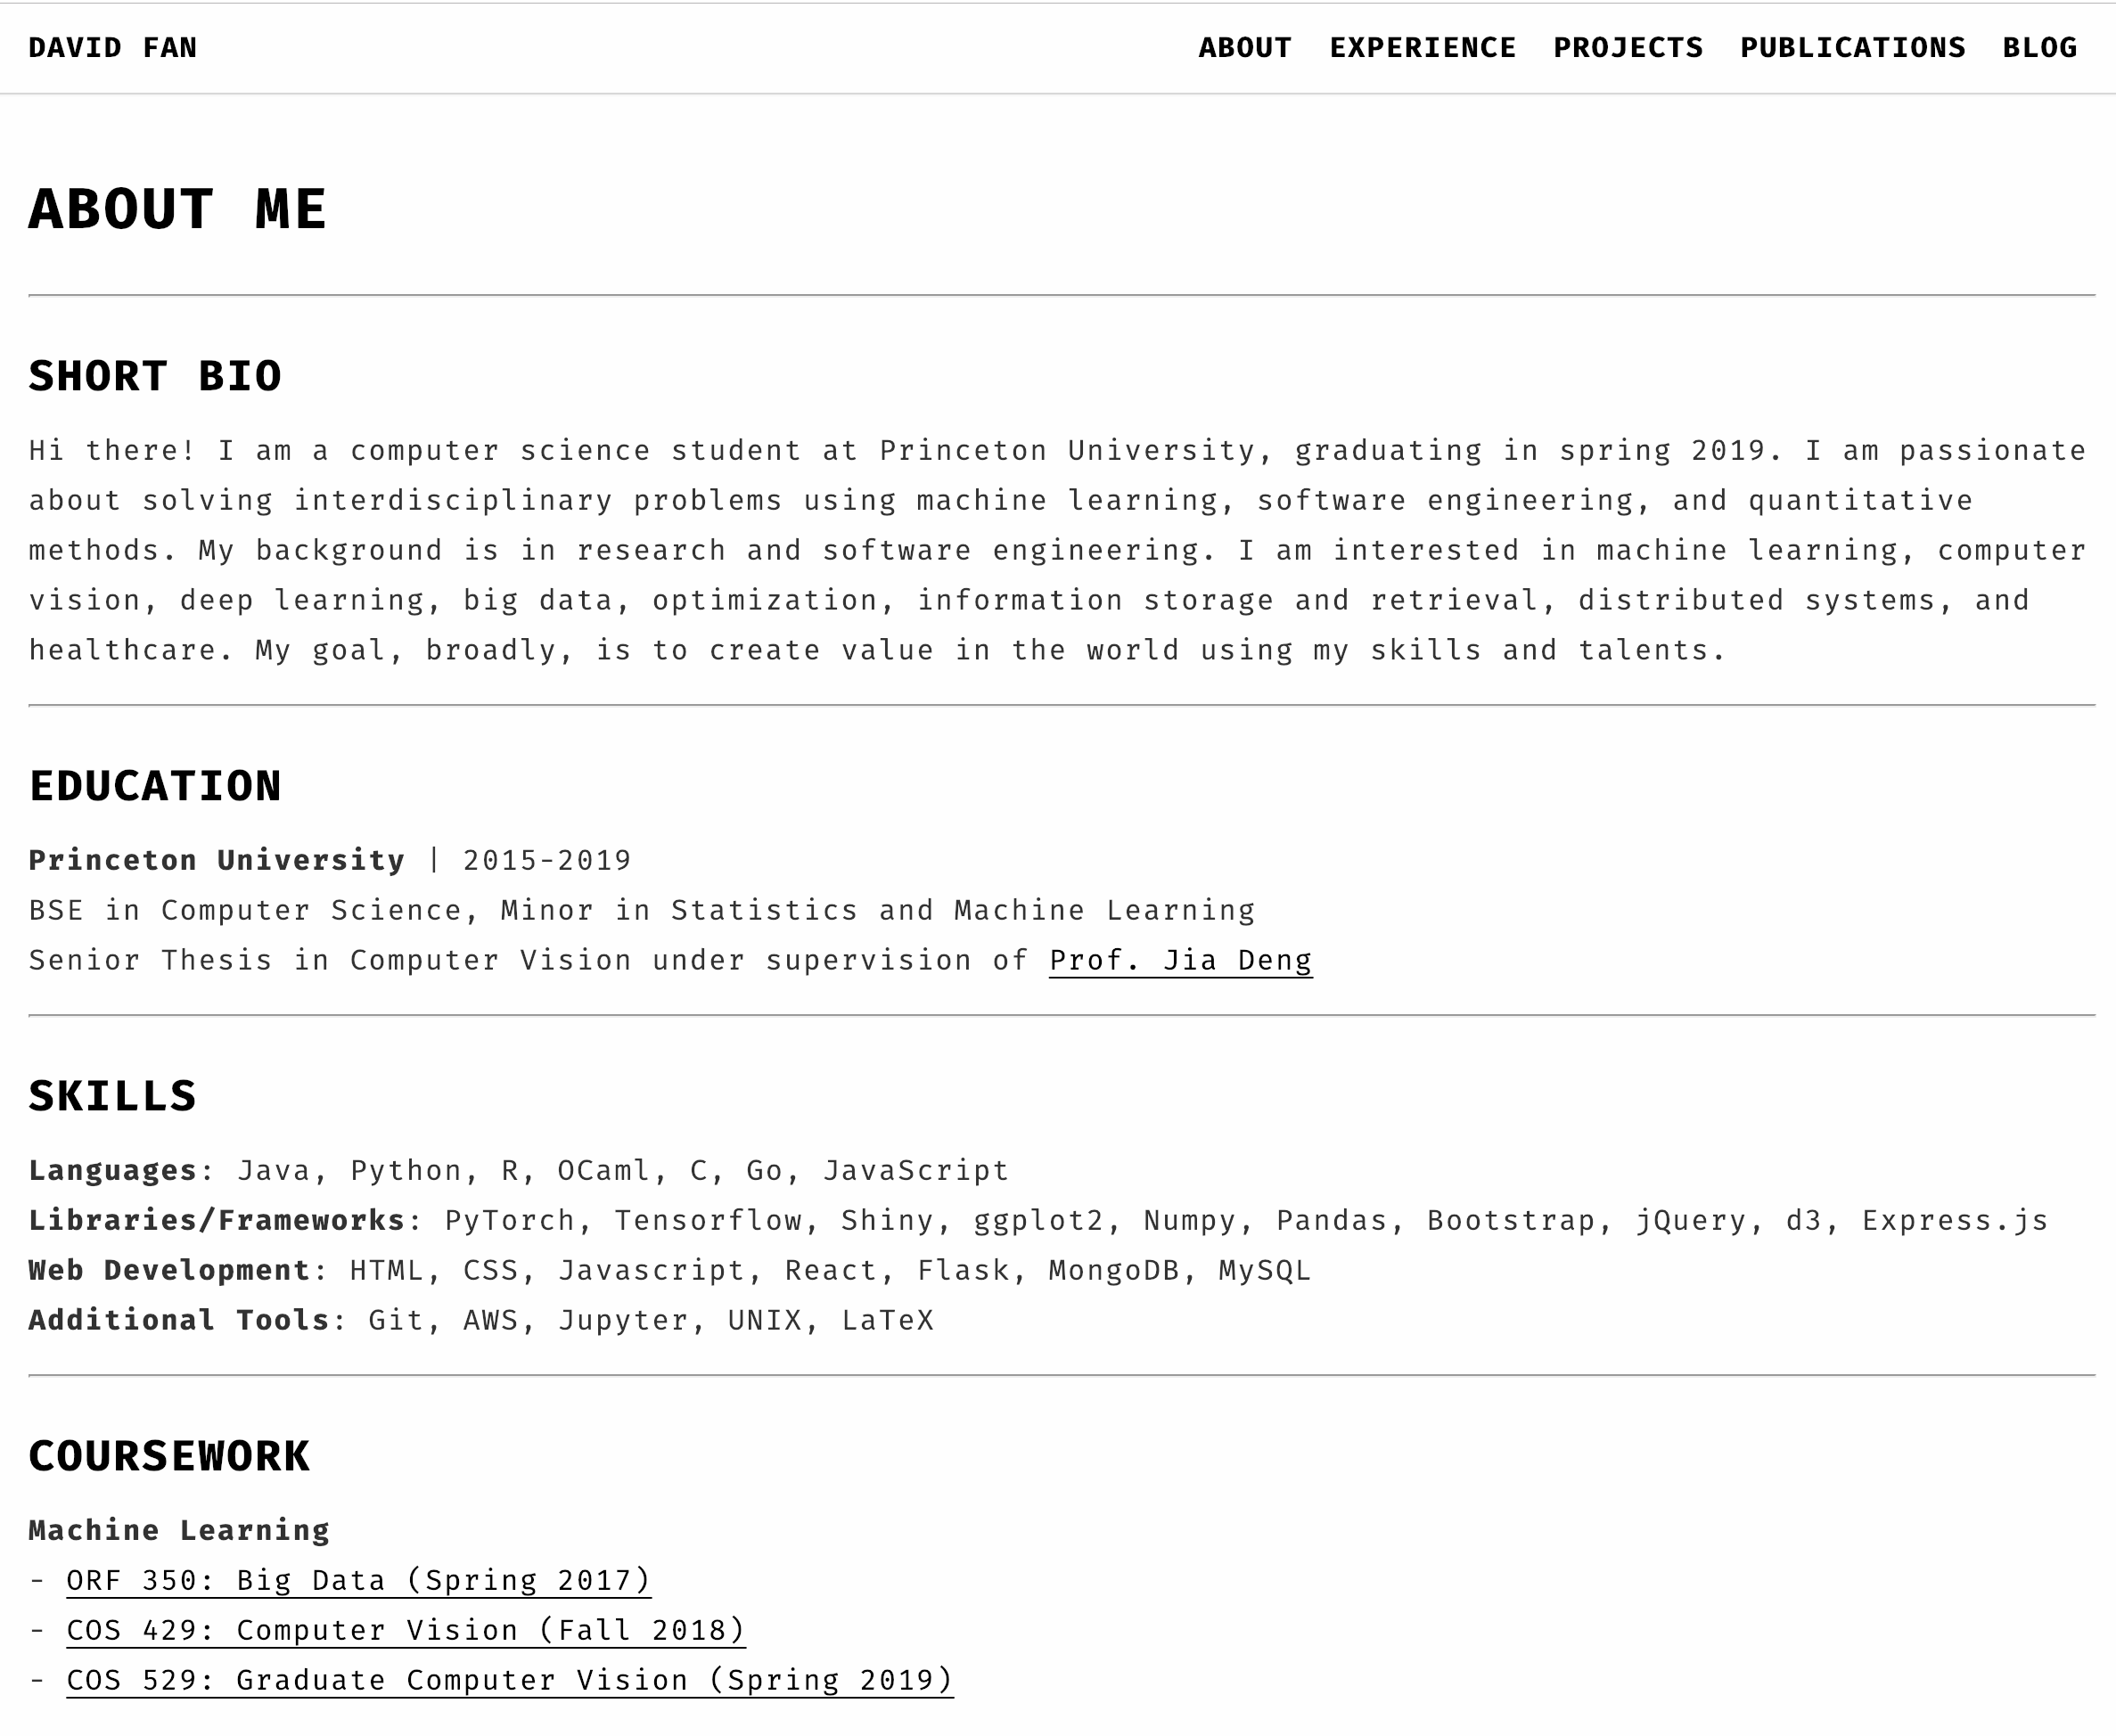 DAVID FAN ABOUT EXPERIENCE PROJECTS PUBLICATIONS BLOG
ABOUT ME
SHORT BIO
Hi there! I am a computer science student at Princeton University, graduating in spring 2019. I am passionate
about solving interdisciplinary problems using machine learning, software engineering, and quantitative
methods. My background is in research and software engineering. I am interested in machine learning, computer
vision, deep learning, big data, optimization, information storage and retrieval, distributed systems, and
healthcare. My goal, broadly, is to create value in the world using my skills and talents.
EDUCATION
Princeton University | 2015-2019
BSE in Computer Science, Minor in Statistics and Machine Learning
Senior Thesis in Computer Vision under supervision of Prof. Jia Deng
SKILLS
Languages: Java, Python, R, OCaml, C, Go, JavaScript
Libraries/Frameworks: PyTorch, Tensorflow, Shiny, ggplot2, Numpy, Pandas, Bootstrap, jQuery, d3, Express.js
Web Development: HTML, CSS, Javascript, React, Flask, MongoDB, MySQL
Additional Tools: Git, AWS, Jupyter, UNIX, LaTeX
COURSEWORK
Machine Learning
- ORF 350: Big Data (Spring 2017)
- COS 429: Computer Vision (Fall 2018)
- COS 529: Graduate Computer Vision (Spring 2019)